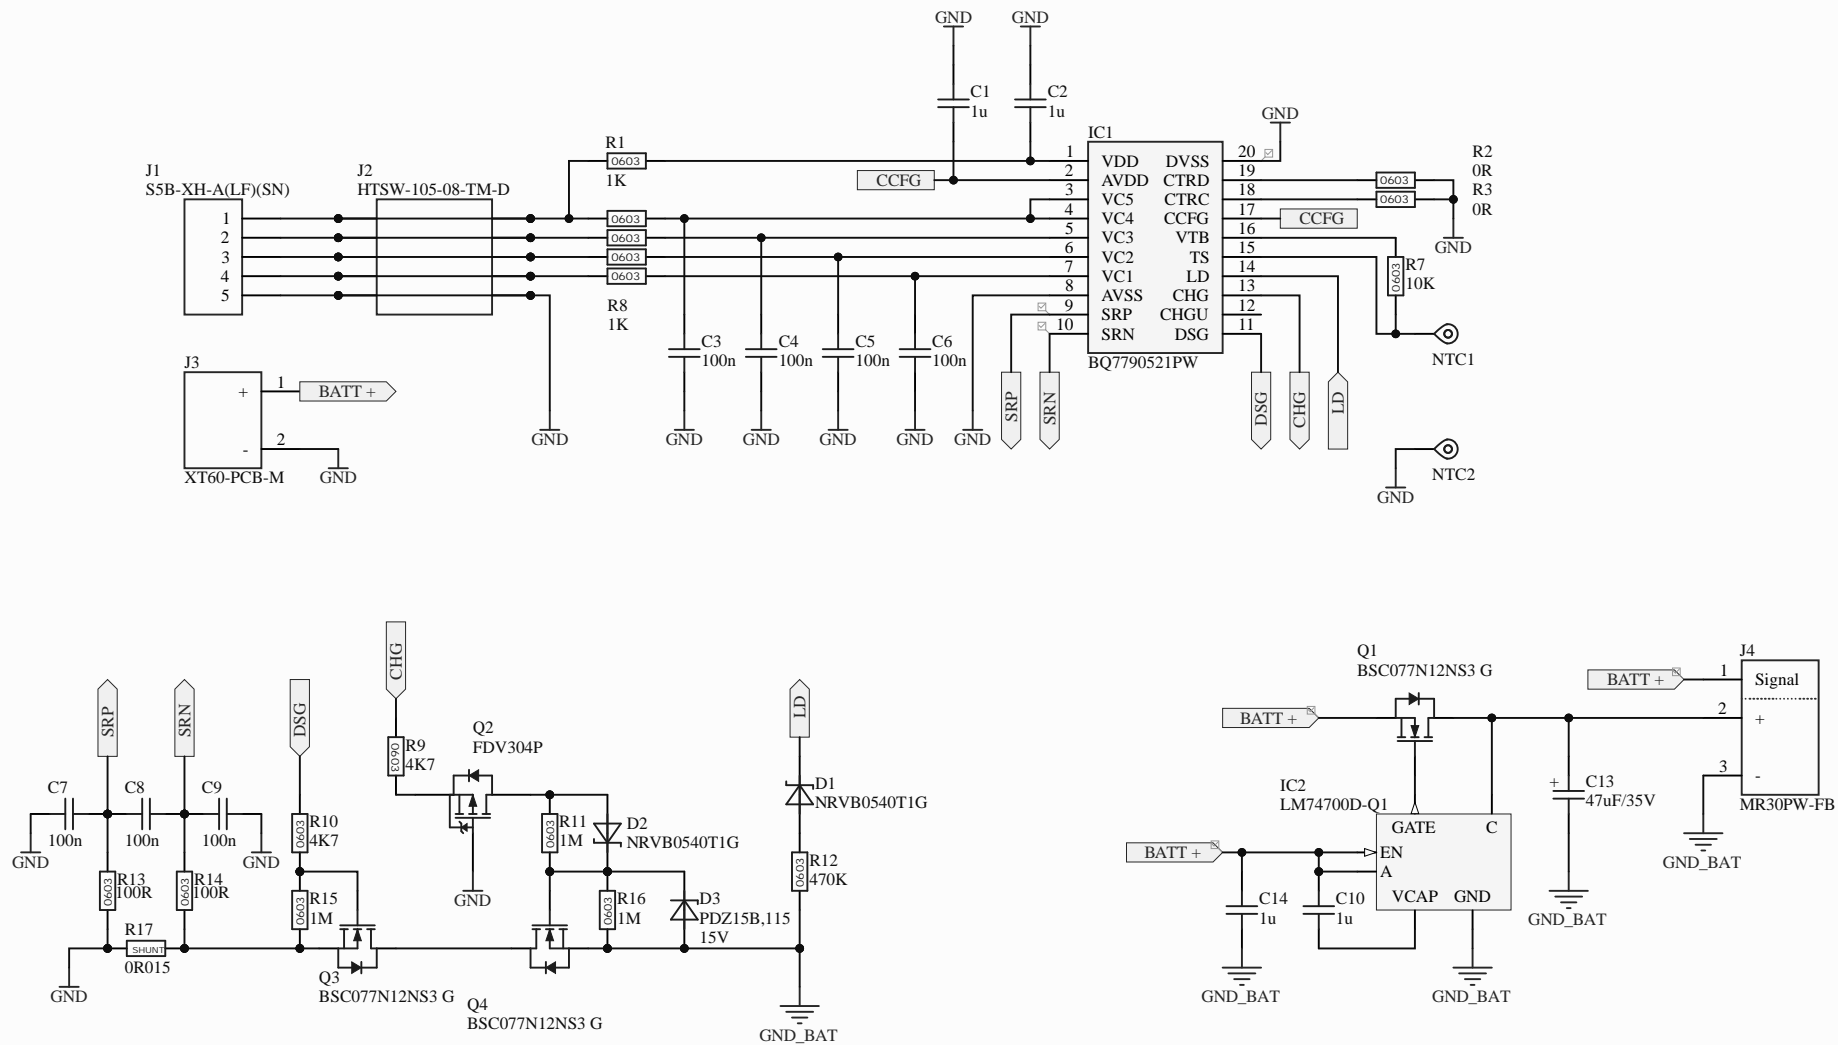 GND
GND
C1
1u
C2
1u
GND
J1
S5B-XH-A(LF)(SN)
1
2
3
4
5
J2
HTSW-105-08-TM-D
R1
0603
1K
0603
0603
0603
0603
R8
1K
CCFG
IC1
1 VDD
2 AVDD
3 VC5
4 VC4
5 VC3
6 VC2
7 VC1
8 AVSS
9 SRP
10 SRN
DVSS 20
CTRD 19
CTRC 18
CCFG 17
VTB 16
TS 15
LD 14
CHG 13
CHGU 12
DSG 11
BQ7790521PW
R2
0R
R3
0R
0603
0603
CCFG
GND
R7
10K
0603
NTC1
NTC2
GND
J3
+ 1
- 2
XT60-PCB-M
BATT +
GND
GND
C3
100n
C4
100n
C5
100n
C6
100n
GND
GND
GND
GND
GND
SRP
SRN
DSG
CHG
LD
SRP
SRN
DSG
CHG
LD
C7
100n
C8
100n
C9
100n
GND
GND
R13
100R
0603
R14
100R
0603
R10
4K7
0603
R15
1M
0603
R17
SHUNT
0R015
GND
Q3
BSC077N12NS3 G
R9
4K7
0603
Q2
FDV304P
GND
R11
1M
0603
D2
NRVB0540T1G
R16
1M
0603
D3
PDZ15B,115
15V
Q4
BSC077N12NS3 G
D1
NRVB0540T1G
R12
470K
0603
GND_BAT
Q1
BSC077N12NS3 G
BATT +
BATT +
J4
1 Signal
2 +
3 -
MR30PW-FB
GND_BAT
IC2
LM74700D-Q1
GATE C
EN
A
VCAP GND
BATT +
C14
1u
C10
1u
C13
+
47uF/35V
GND_BAT
GND_BAT
GND_BAT